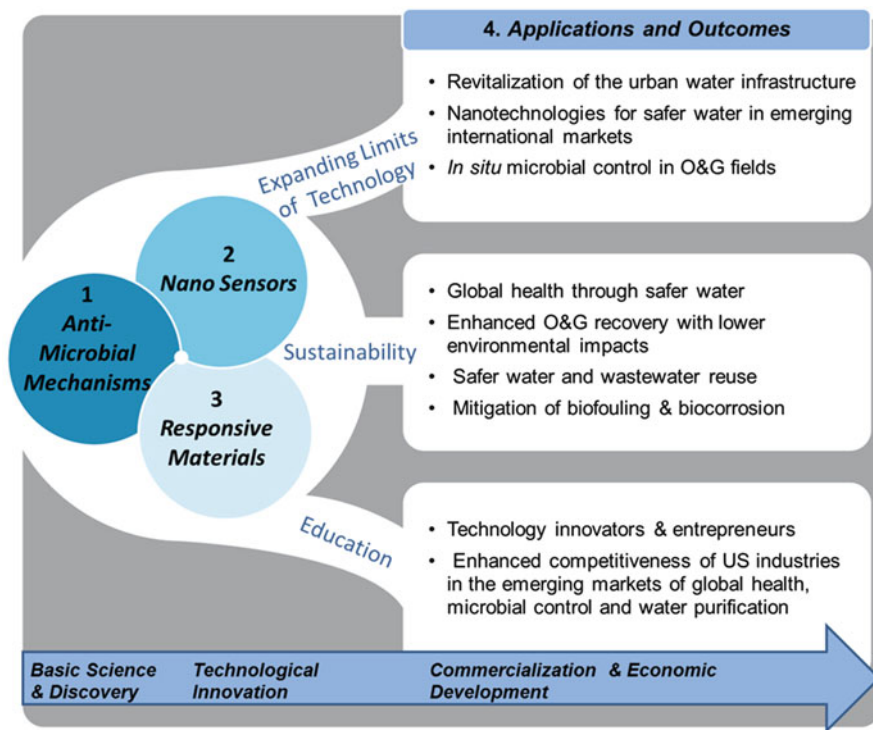 4. Applications and Outcomes
• Revitalization of the urban water infrastructure
• Nanotechnologies for safer water in emerging
international markets
• In situ microbial control in O&G fields
Expanding Limits
of Technology
2
Nano Sensors
1
Anti-
Microbial
Mechanisms
3
Responsive
Materials
Sustainability
• Global health through safer water
• Enhanced O&G recovery with lower
environmental impacts
• Safer water and wastewater reuse
• Mitigation of biofouling & biocorrosion
Education
• Technology innovators & entrepreneurs
• Enhanced competitiveness of US industries
in the emerging markets of global health,
microbial control and water purification
Basic Science
& Discovery
Technological
Innovation
Commercialization & Economic
Development